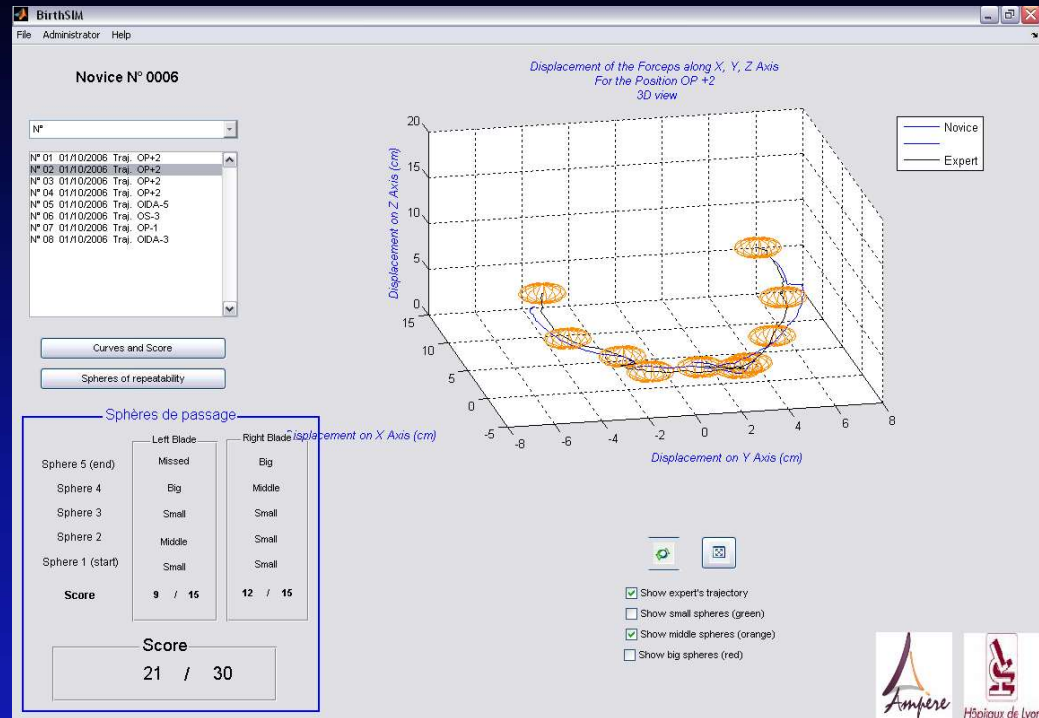 BirthSIM
File Administrator Help
Novice N° 0006
N°
N° 01 01/10/2006 Traj. OP+2
N° 02 01/10/2006 Traj. OP+2
N° 03 01/10/2006 Traj. OP+2
N° 04 01/10/2006 Traj. OP+2
N° 05 01/10/2006 Traj. OIDA-5
N° 06 01/10/2006 Traj. OS-3
N° 07 01/10/2006 Traj. OP-1
N° 08 01/10/2006 Traj. OIDA-3
Curves and Score
Spheres of repeatability
Sphères de passage
Left Blade Right Blade
Sphere 5 (end) Missed Big
Sphere 4 Big Middle
Sphere 3 Small Small
Sphere 2 Middle Small
Sphere 1 (start) Small Small
Score 9 / 15 12 / 15
Score
21 / 30
Displacement of the Forceps along X, Y, Z Axis
For the Position OP +2
3D view
Displacement on Z Axis (cm)
20
15
10
5
0
15
10
5
0
-5
Displacement on X Axis (cm)
-8 -6 -4 -2 0 2 4 6 8
Displacement on Y Axis (cm)
Novice
Expert
Show expert's trajectory
Show small spheres (green)
Show middle spheres (orange)
Show big spheres (red)
Ampère
Hôpiaux de Lyon